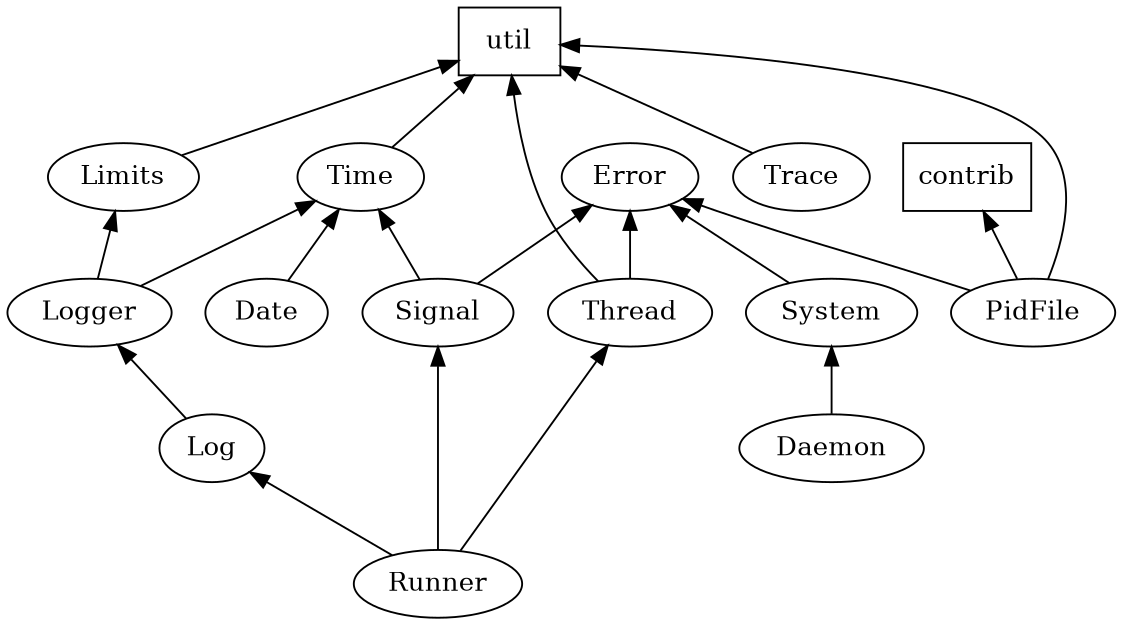 util
Limits
Time
Error
Trace
contrib
Logger
Date
Signal
Thread
System
PidFile
Log
Daemon
Runner